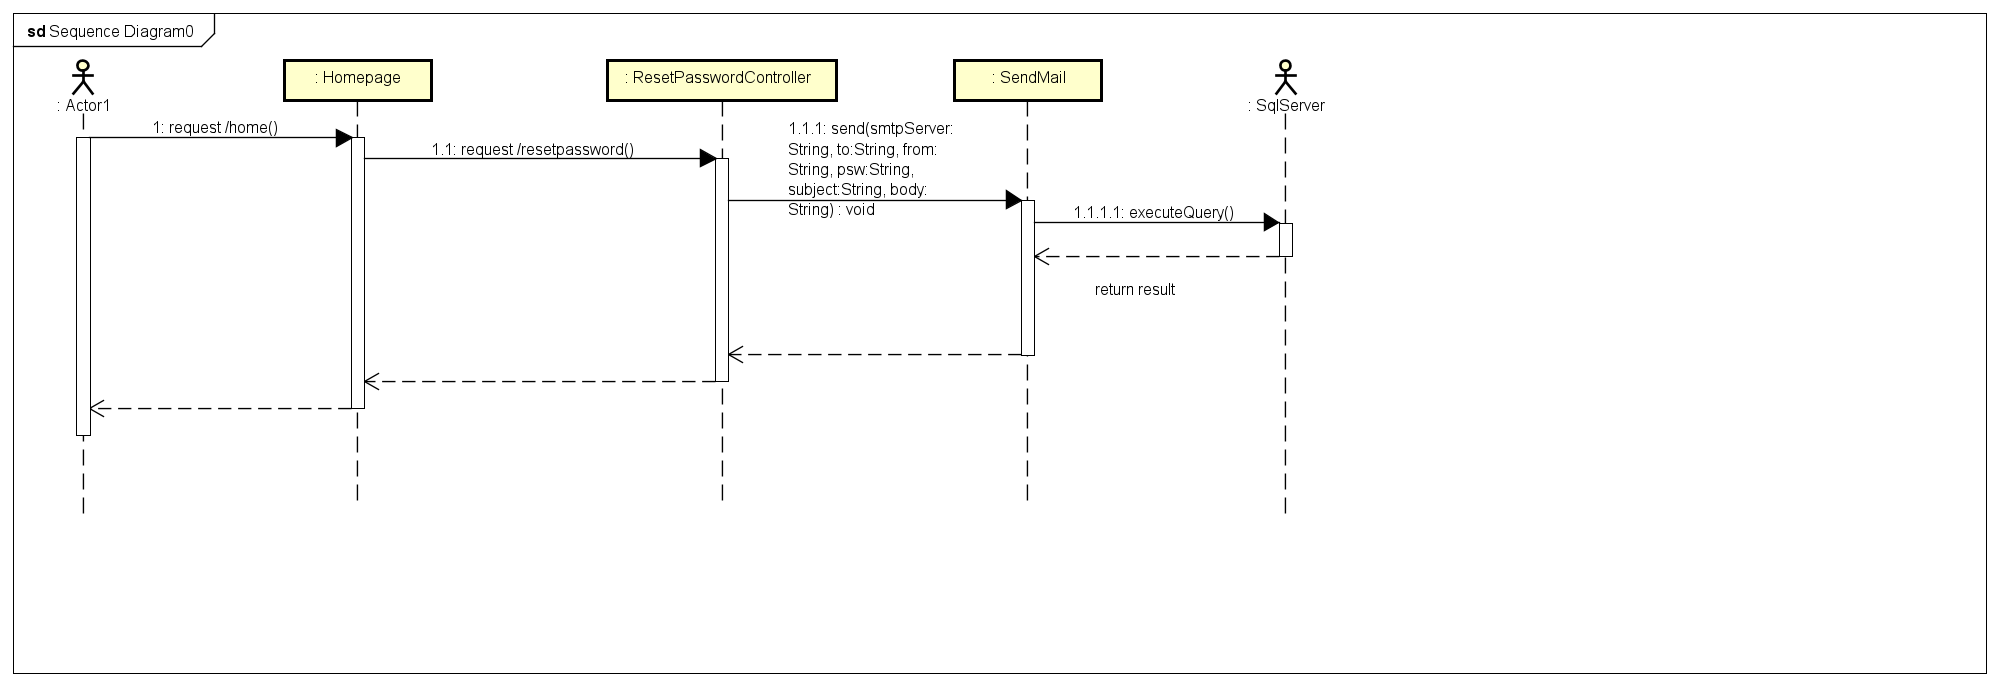 sd Sequence Diagram0
: Homepage
: ResetPasswordController
: SendMail
: Actor1
: SqlServer
1: request /home()
1.1: request /resetpassword()
1.1.1: send(smtpServer:
String, to:String, from:
String, psw:String,
subject:String, body:
String) : void
1.1.1.1: executeQuery()
return result